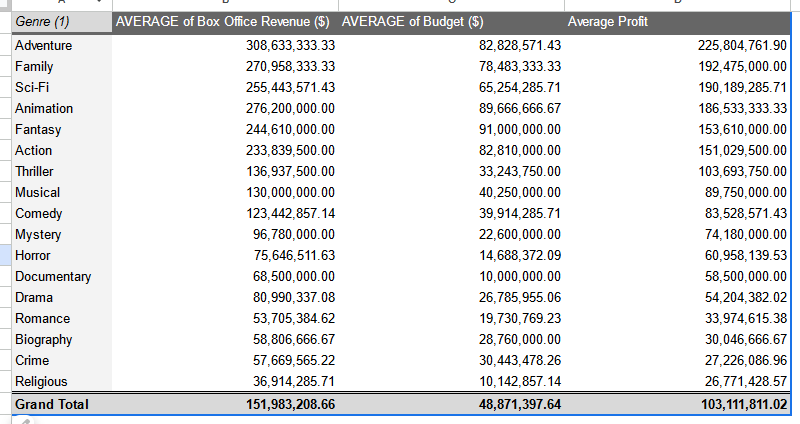 Genre (1) AVERAGE of Box Office Revenue ($) AVERAGE of Budget ($) Average Profit
Adventure 308,633,333.33 82,828,571.43 225,804,761.90
Family 270,958,333.33 78,483,333.33 192,475,000.00
Sci-Fi 255,443,571.43 65,254,285.71 190,189,285.71
Animation 276,200,000.00 89,666,666.67 186,533,333.33
Fantasy 244,610,000.00 91,000,000.00 153,610,000.00
Action 233,839,500.00 82,810,000.00 151,029,500.00
Thriller 136,937,500.00 33,243,750.00 103,693,750.00
Musical 130,000,000.00 40,250,000.00 89,750,000.00
Comedy 123,442,857.14 39,914,285.71 83,528,571.43
Mystery 96,780,000.00 22,600,000.00 74,180,000.00
Horror 75,646,511.63 14,688,372.09 60,958,139.53
Documentary 68,500,000.00 10,000,000.00 58,500,000.00
Drama 80,990,337.08 26,785,955.06 54,204,382.02
Romance 53,705,384.62 19,730,769.23 33,974,615.38
Biography 58,806,666.67 28,760,000.00 30,046,666.67
Crime 57,669,565.22 30,443,478.26 27,226,086.96
Religious 36,914,285.71 10,142,857.14 26,771,428.57
Grand Total 151,983,208.66 48,871,397.64 103,111,811.02